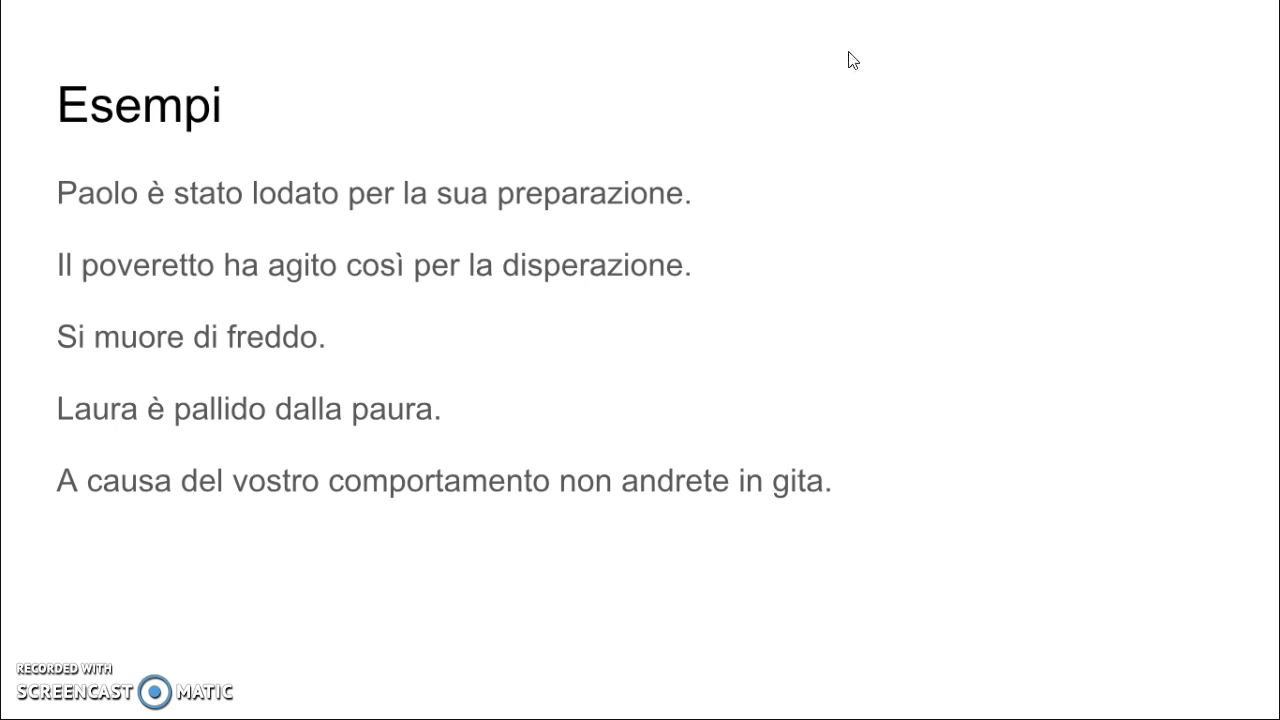 Esempi
Paolo è stato lodato per la sua preparazione.
Il poveretto ha agito così per la disperazione.
Si muore di freddo.
Laura è pallido dalla paura.
A causa del vostro comportamento non andrete in gita.
RECORDED WITH
SCREENCAST MATIC